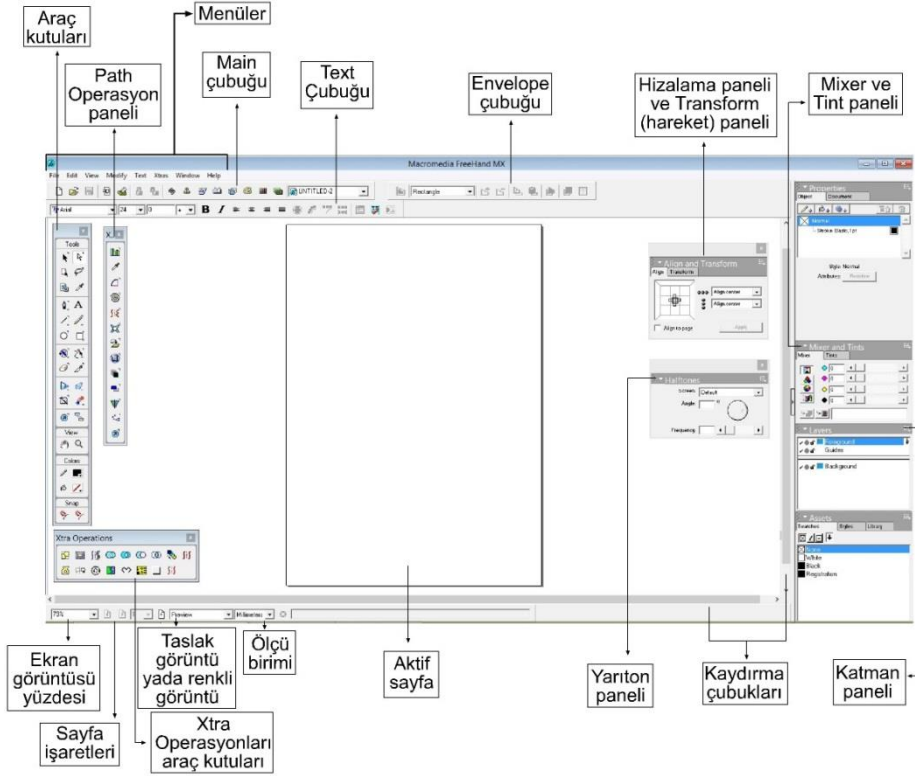 Araç
kutuları
Menüler
Path
Operasyon
paneli
Main
çubuğu
Text
Çubuğu
Envelope
çubuğu
Hizalama paneli
ve Transform
(hareket) paneli
Mixer ve
Tint paneli
Macromedia FreeHand MX
File Edit View Modify Text Xtras Window Help
UNTITLED-2
Rectangle
Arial
24
B I
Properties
Object Document
Normal
Style: Normal
Attributes:
Tools
View
Colors
Snap
Align and Transform
Align Transform
Align center
Align center
Align to page
Apply
Mixer and Tints
Mixer Tints
Halftones
Screen: Default
Angle:
Frequency:
Layers
Foreground
Guides
Background
Assets
Swatches Styles Library
None
White
Black
Registration
Xtra Operations
Preview
Millimeters
Ekran
görüntüsü
yüzdesi
Sayfa
işaretleri
Taslak
görüntü
yada renkli
görüntü
Ölçü
birimi
Xtra
Operasyonları
araç kutuları
Aktif
sayfa
Yarıton
paneli
Kaydırma
çubukları
Katman
paneli